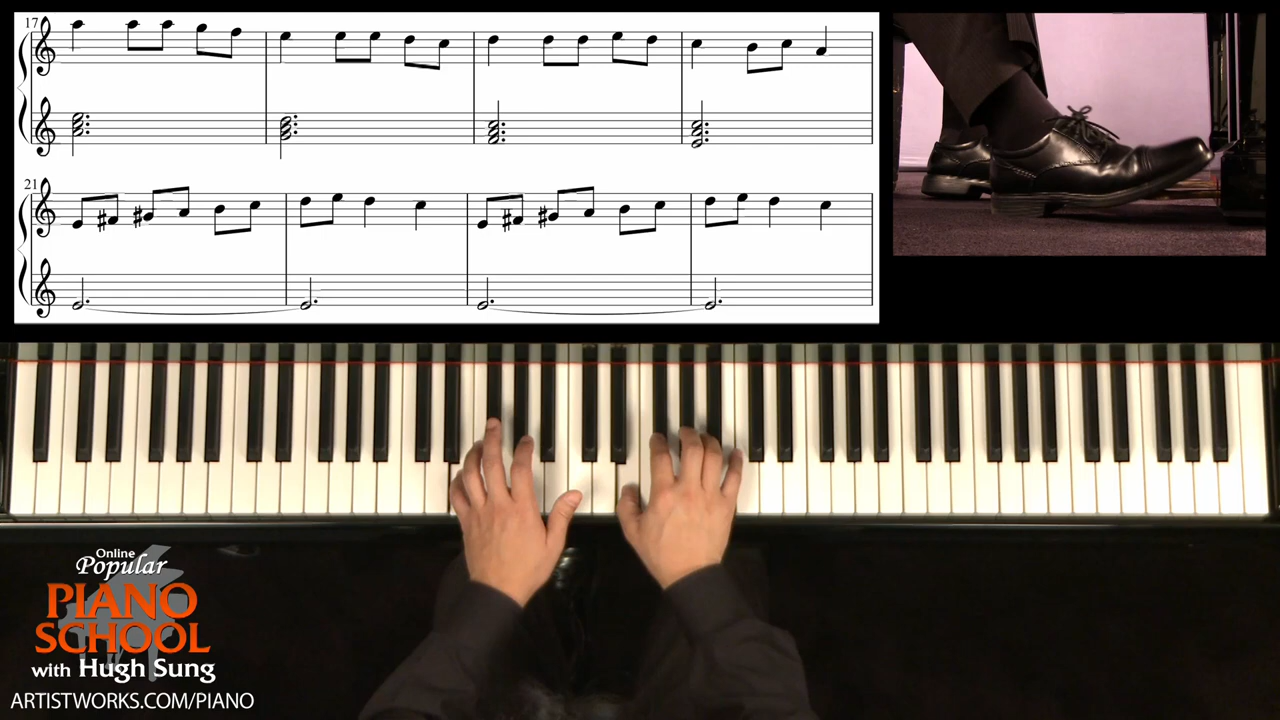 17
21
Online
Popular
PIANO
SCHOOL
with Hugh Sung
ARTISTWORKS.COM/PIANO